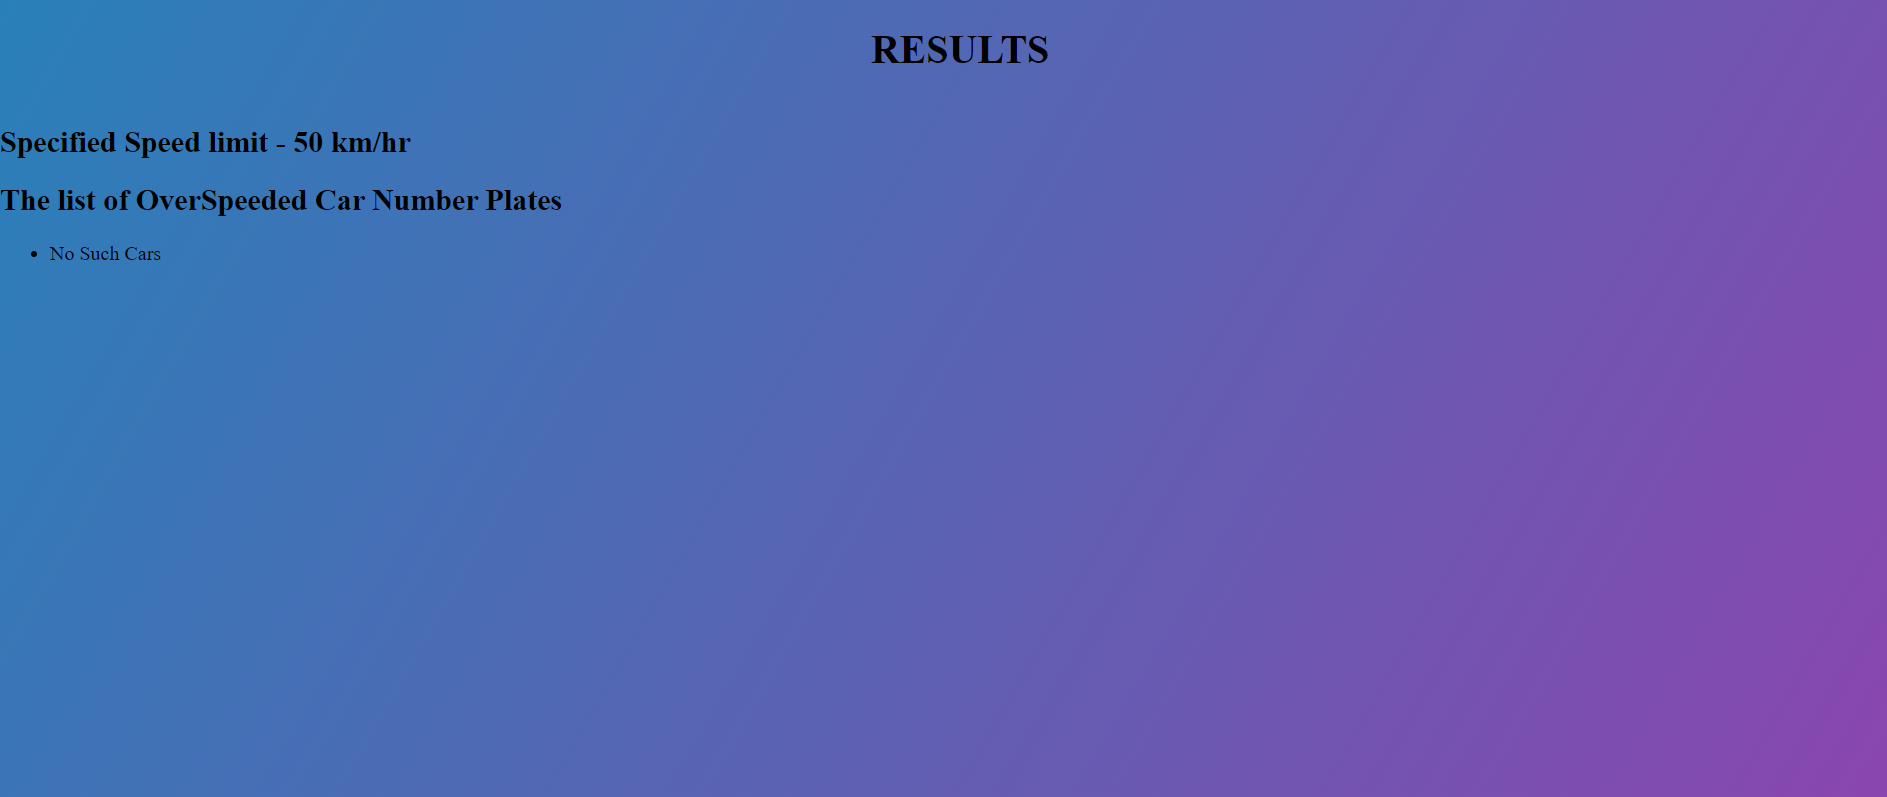 RESULTS
Specified Speed limit - 50 km/hr
The list of OverSpeeded Car Number Plates
• No Such Cars